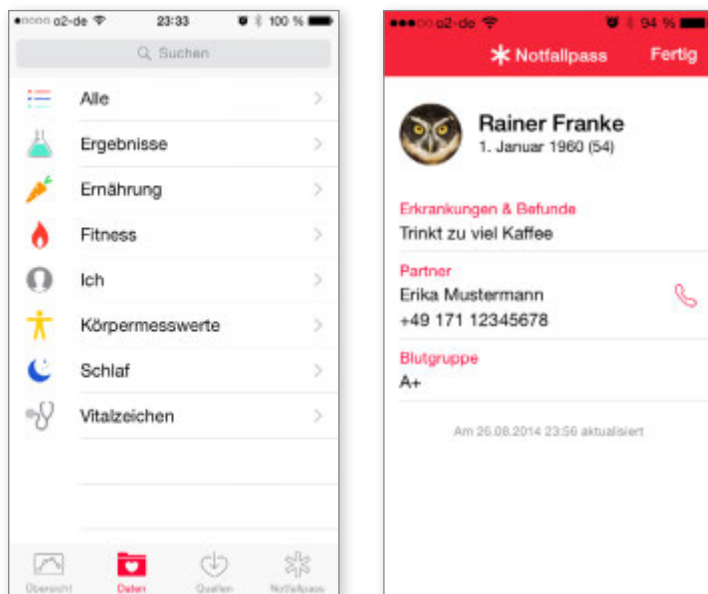 o2-de 23:33 100 %
Suchen
Alle
Ergebnisse
Ernährung
Fitness
Ich
Körpermesswerte
Schlaf
Vitalzeichen
Übersicht Daten Quellen Notfallpass
o2-de 94 %
Notfallpass Fertig
Rainer Franke
1. Januar 1960 (54)
Erkrankungen & Befunde
Trinkt zu viel Kaffee
Partner
Erika Mustermann
+49 171 12345678
Blutgruppe
A+
Am 26.08.2014 23:56 aktualisiert